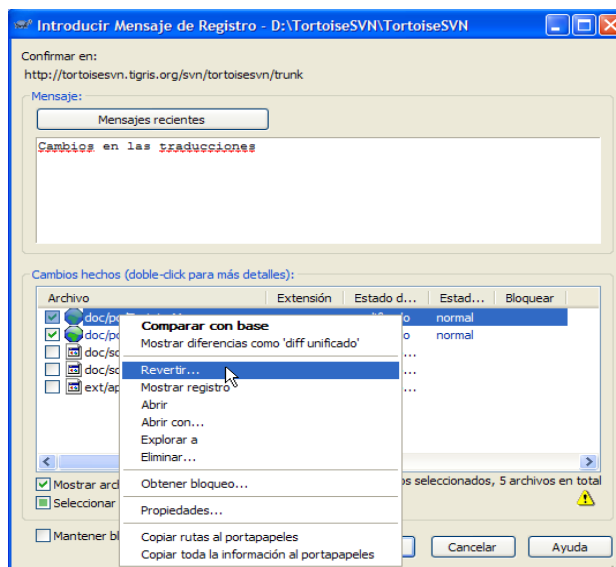 Introducir Mensaje de Registro - D:\TortoiseSVN\TortoiseSVN
Confirmar en:
http://tortoisesvn.tigris.org/svn/tortoisesvn/trunk
Mensaje:
Mensajes recientes
Cambios en las traducciones
Cambios hechos (doble-click para más detalles):
Archivo Extensión Estado d... Estad... Bloquear
normal
normal
Comparar con base
Mostrar diferencias como 'diff unificado'
Revertir...
Mostrar registro
Abrir
Abrir con...
Explorar a
Eliminar...
Obtener bloqueo...
Propiedades...
Copiar rutas al portapapeles
Copiar toda la información al portapapeles
Mostrar
seleccionados, 5 archivos en total
Seleccionar
Mantener
Cancelar Ayuda